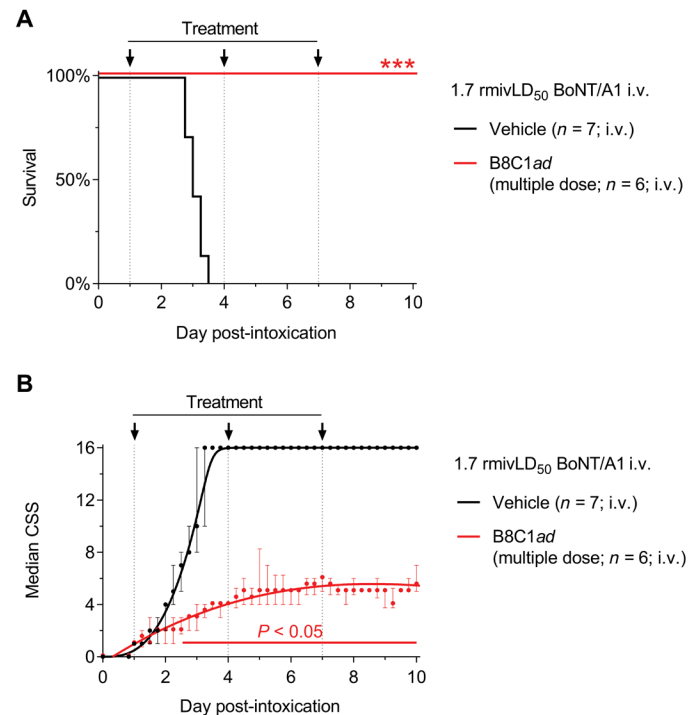 A
Treatment
***
100%
50%
0%
Survival
0 2 4 6 8 10
Day post-intoxication
1.7 rmivLD50 BoNT/A1 i.v.
Vehicle (n = 7; i.v.)
B8C1ad
(multiple dose; n = 6; i.v.)
B
Treatment
16
12
8
4
0
Median CSS
P < 0.05
0 2 4 6 8 10
Day post-intoxication
1.7 rmivLD50 BoNT/A1 i.v.
Vehicle (n = 7; i.v.)
B8C1ad
(multiple dose; n = 6; i.v.)